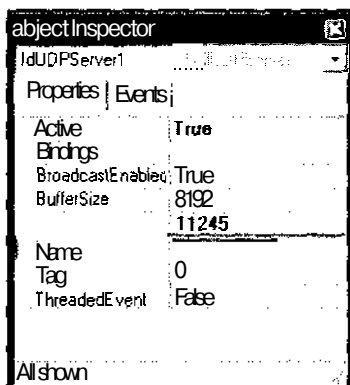 abject Inspector
IdUDPServer1
Properties Events
Active True
Bindings
BroadcastEnabled True
BufferSize 8192
11245
Name
Tag 0
ThreadedEvent False
All shown